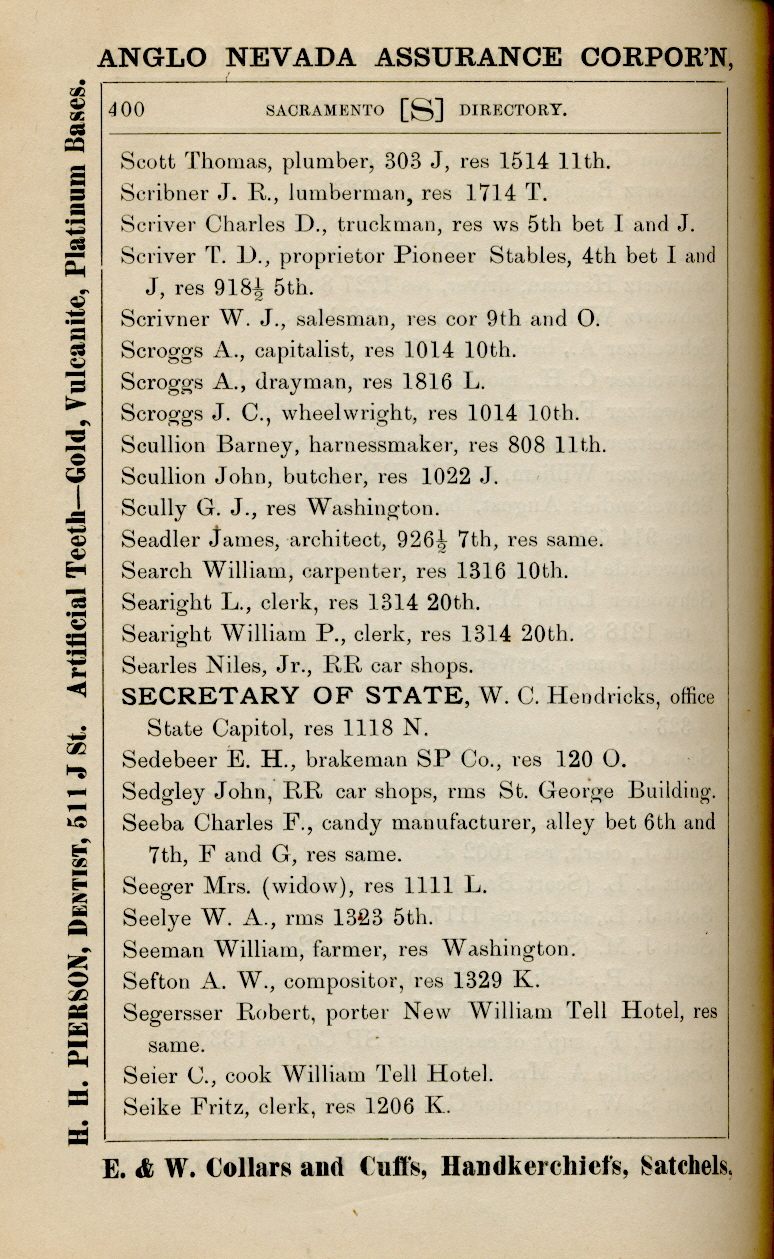 ANGLO NEVADA ASSURANCE CORPOR'N,
400 SACRAMENTO [S] DIRECTORY.
Scott Thomas, plumber, 303 J, res 1514 11th.
Scribner J. R., lumberman, res 1714 T.
Scriver Charles D., truckman, res ws 5th bet I and J.
Scriver T. D., proprietor Pioneer Stables, 4th bet I and
J, res 918½ 5th.
Scrivner W. J., salesman, res cor 9th and O.
Scroggs A., capitalist, res 1014 10th.
Scroggs A., drayman, res 1816 L.
Scroggs J. C., wheelwright, res 1014 10th.
Scullion Barney, harnessmaker, res 808 11th.
Scullion John, butcher, res 1022 J.
Scully G. J., res Washington.
Seadler James, architect, 926½ 7th, res same.
Search William, carpenter, res 1316 10th.
Searight L., clerk, res 1314 20th.
Searight William P., clerk, res 1314 20th.
Searles Niles, Jr., RR car shops.
SECRETARY OF STATE, W. C. Hendricks, office
State Capitol, res 1118 N.
Sedebeer E. H., brakeman SP Co., res 120 O.
Sedgley John, RR car shops, rms St. George Building.
Seeba Charles F., candy manufacturer, alley bet 6th and
7th, F and G, res same.
Seeger Mrs. (widow), res 1111 L.
Seelye W. A., rms 1323 5th.
Seeman William, farmer, res Washington.
Sefton A. W., compositor, res 1329 K.
Segersser Robert, porter New William Tell Hotel, res
same.
Seier C., cook William Tell Hotel.
Seike Fritz, clerk, res 1206 K.
E. & W. Collars and Cuffs, Handkerchiefs, Satchels,
H. H. PIERSON, DENTIST, 511 J St. Artificial Teeth—Gold, Vulcanite, Platinum Bases.